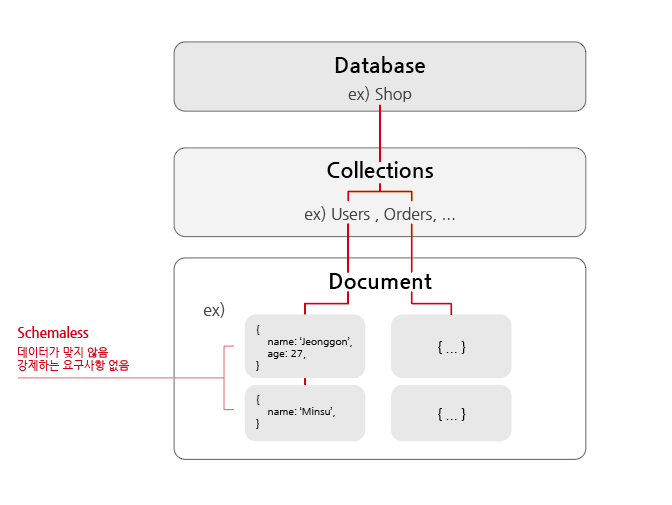 Database
ex) Shop
Collections
ex) Users , Orders, ...
Document
ex)
Schemaless
데이터가 맞지 않음
강제하는 요구사항 없음
{
name: ‘Jeonggon’,
age: 27,
}
{ ... }
{
name: ‘Minsu’,
}
{ ... }